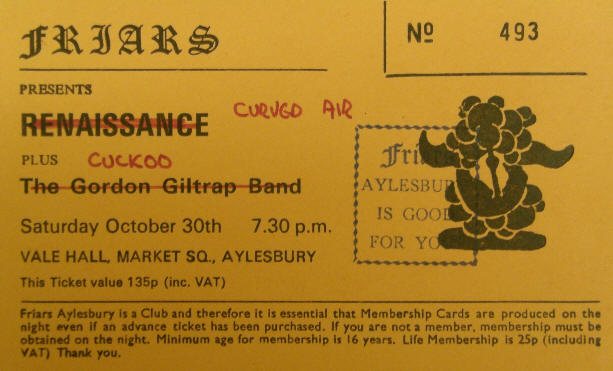 FRIARS
Nº 493
PRESENTS
RENAISSANCE
CURVGD AIR
PLUS
CUCKOO
The Gordon Giltrap Band
Saturday October 30th 7.30 p.m.
VALE HALL, MARKET SQ., AYLESBURY
This Ticket value 135p (inc. VAT)
Fria
AYLESBU
IS GOOD
FOR YO
Friars Aylesbury is a Club and therefore it is essential that Membership Cards are produced on the
night even if an advance ticket has been purchased. If you are not a member, membership must be
obtained on the night. Minimum age for membership is 16 years. Life Membership is 25p (including
VAT) Thank you.